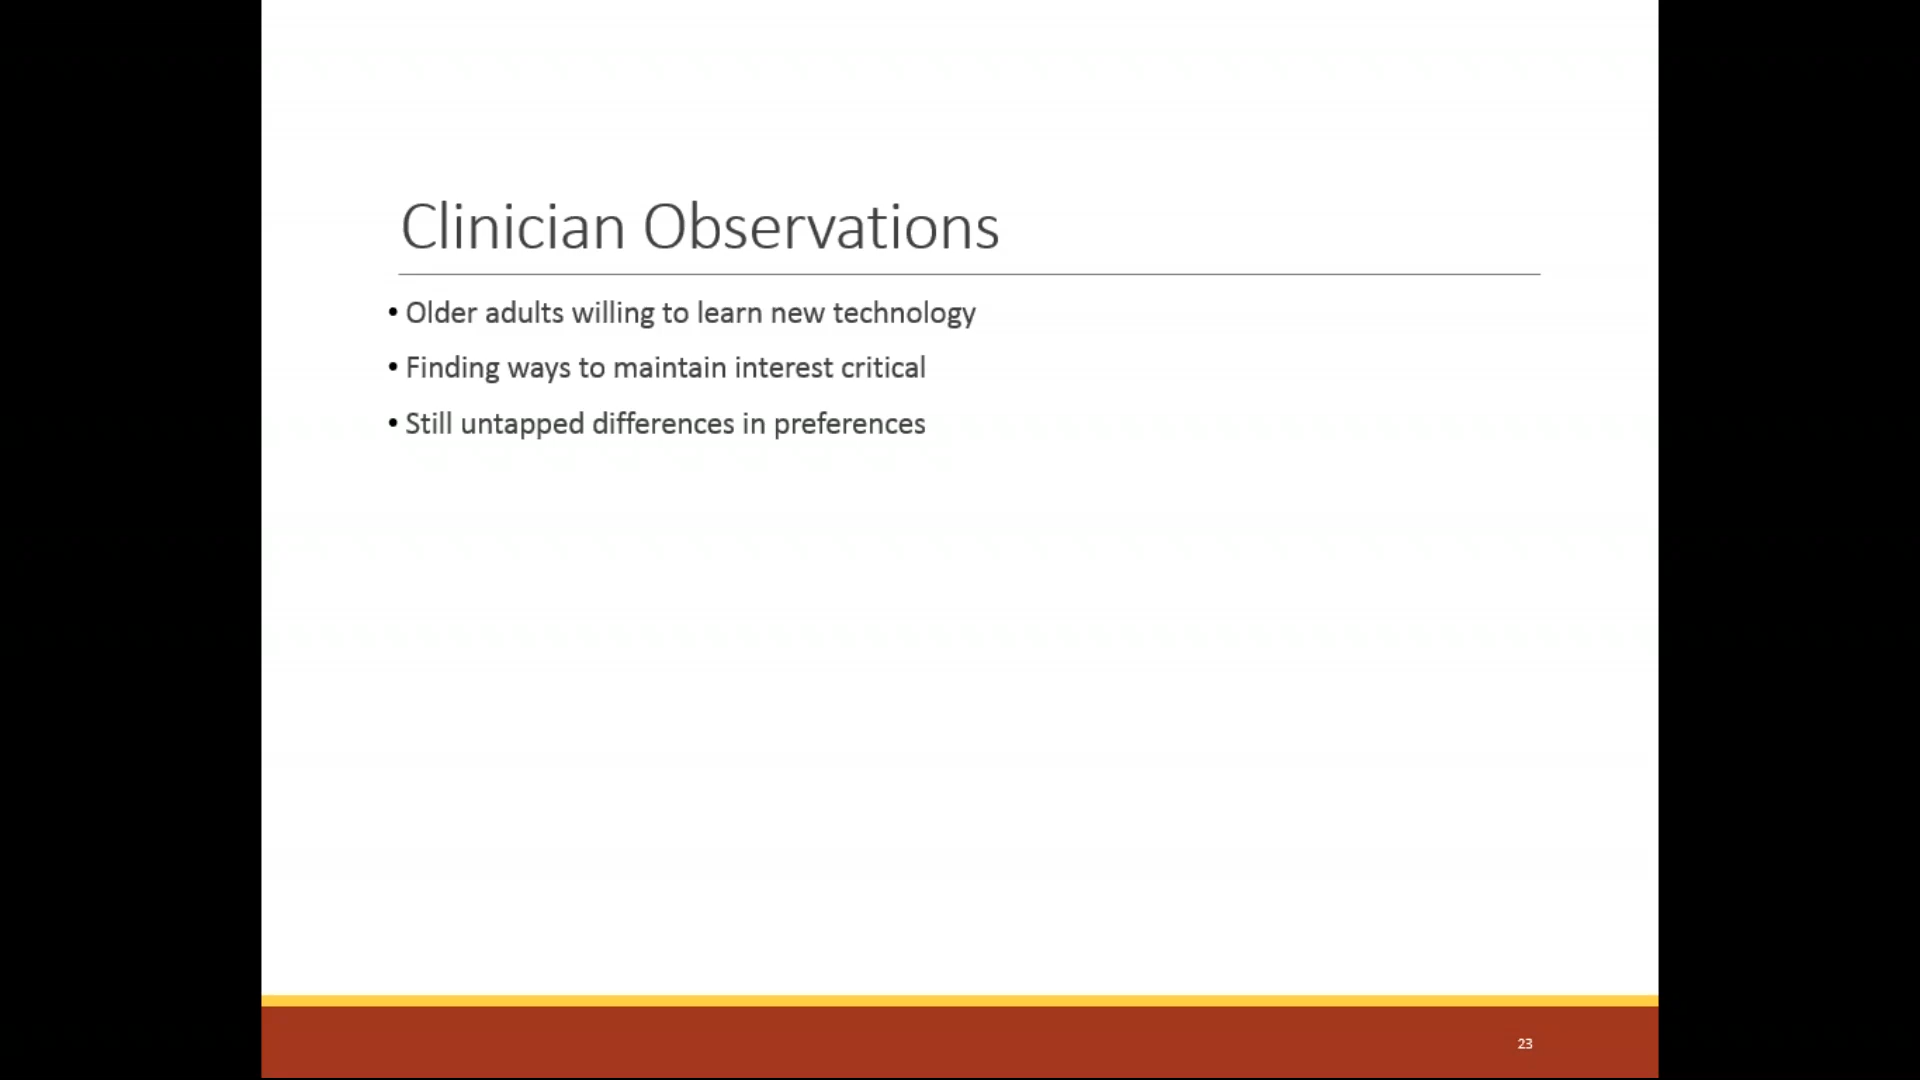 Clinician Observations
• Older adults willing to learn new technology
• Finding ways to maintain interest critical
• Still untapped differences in preferences
23